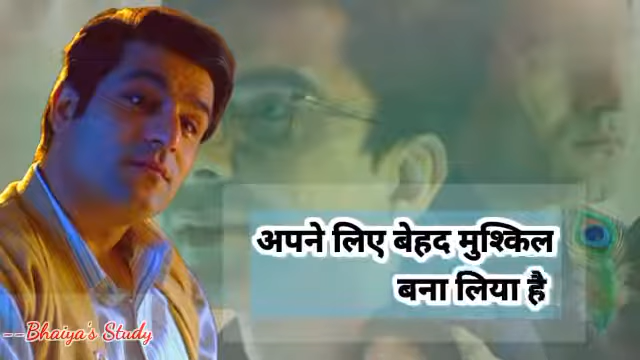 अपने लिए बेहद मुश्किल
बना लिया है
--Bhaiya's Study